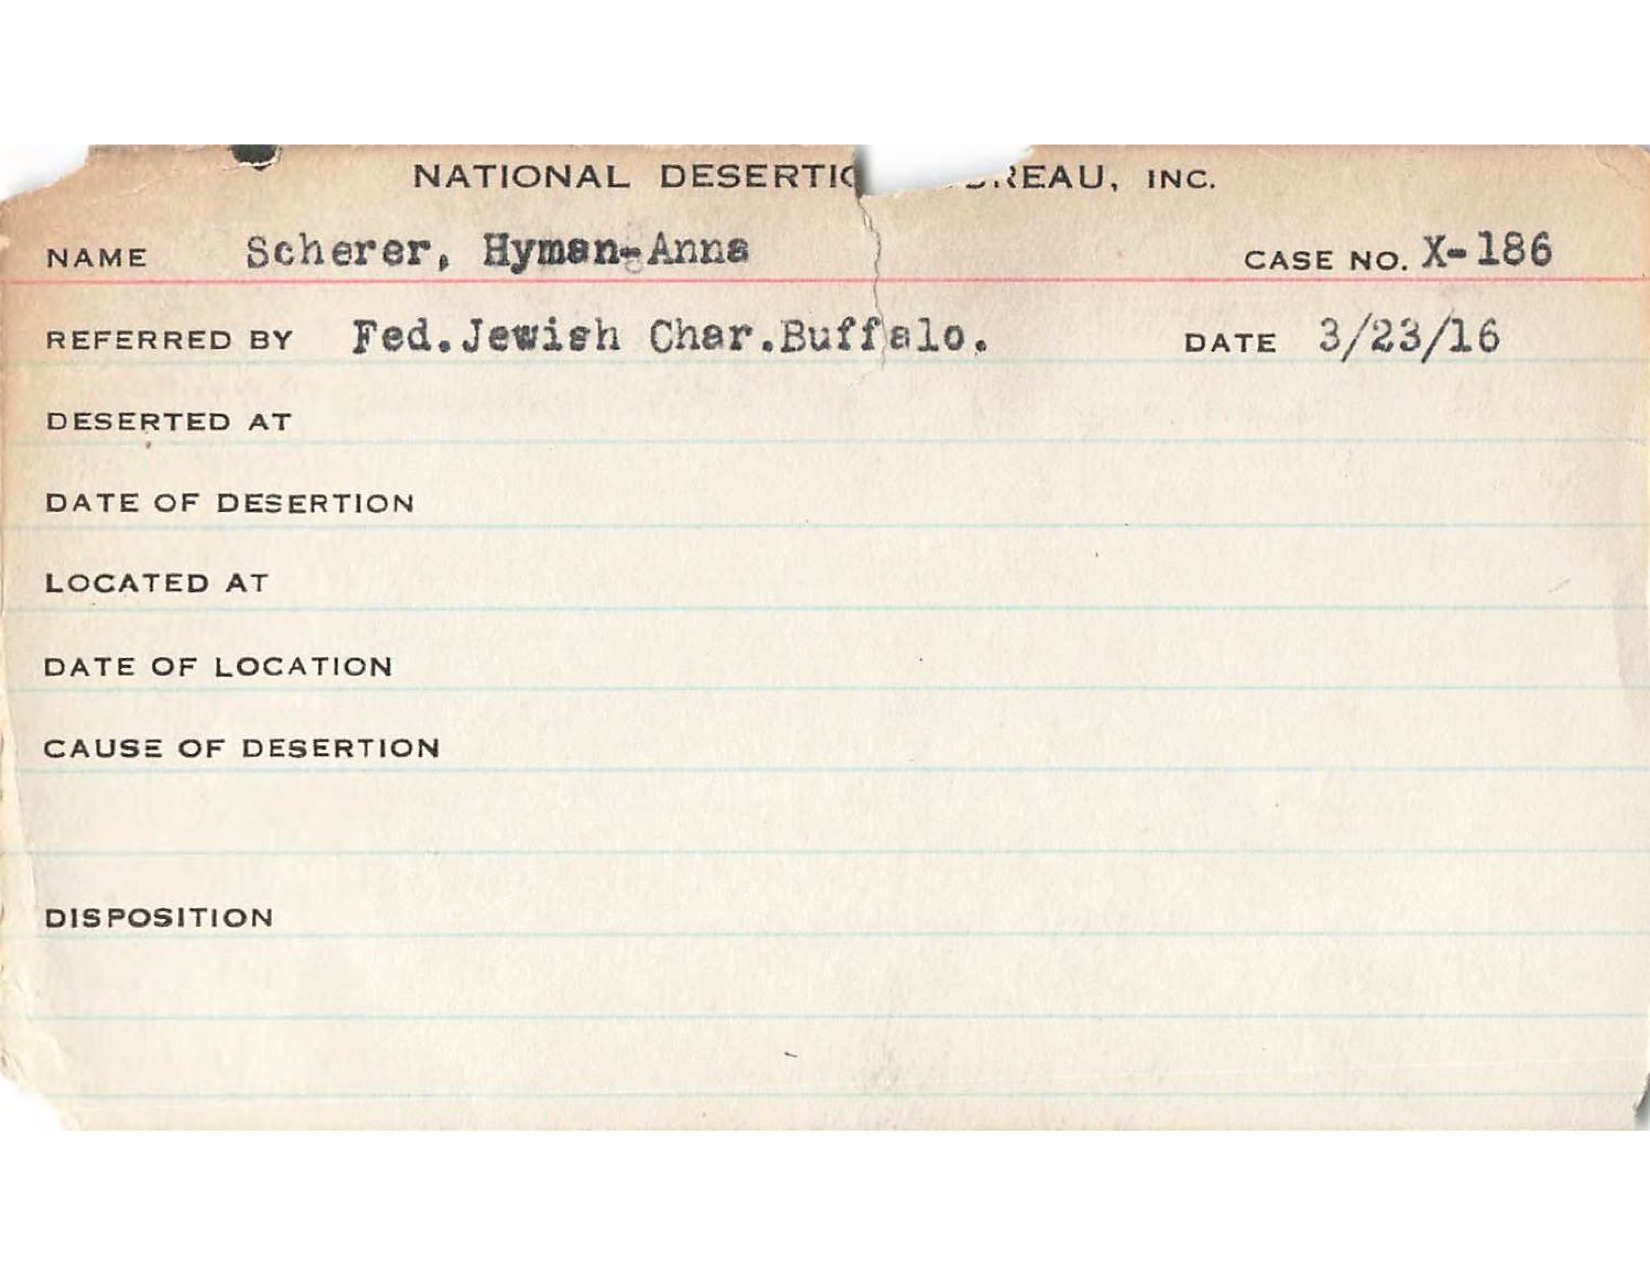 NATIONAL DESERTIO REAU, INC.
NAME Scherer, Hyman-Anna CASE NO. X-186
REFERRED BY Fed.Jewish Char.Buffalo. DATE 3/23/16
DESERTED AT
DATE OF DESERTION
LOCATED AT
DATE OF LOCATION
CAUSE OF DESERTION
DISPOSITION